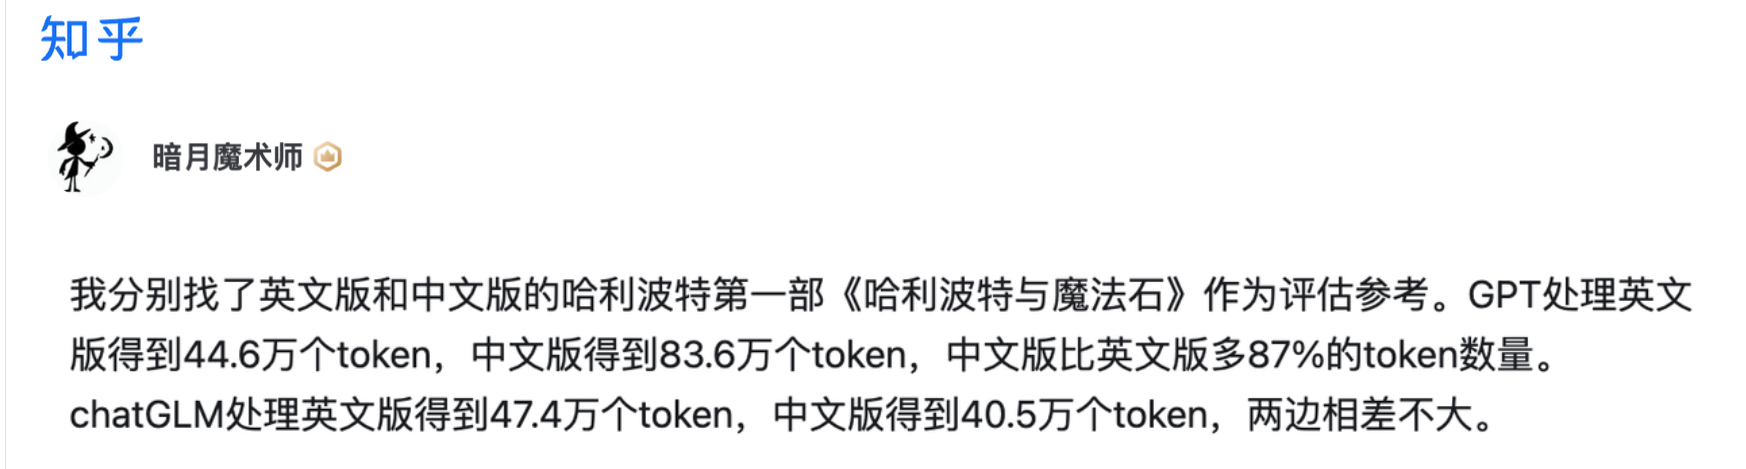 知乎
暗月魔术师
我分别找了英文版和中文版的哈利波特第一部《哈利波特与魔法石》作为评估参考。GPT处理英文
版得到44.6万个token，中文版得到83.6万个token，中文版比英文版多87%的token数量。
chatGLM处理英文版得到47.4万个token，中文版得到40.5万个token，两边相差不大。